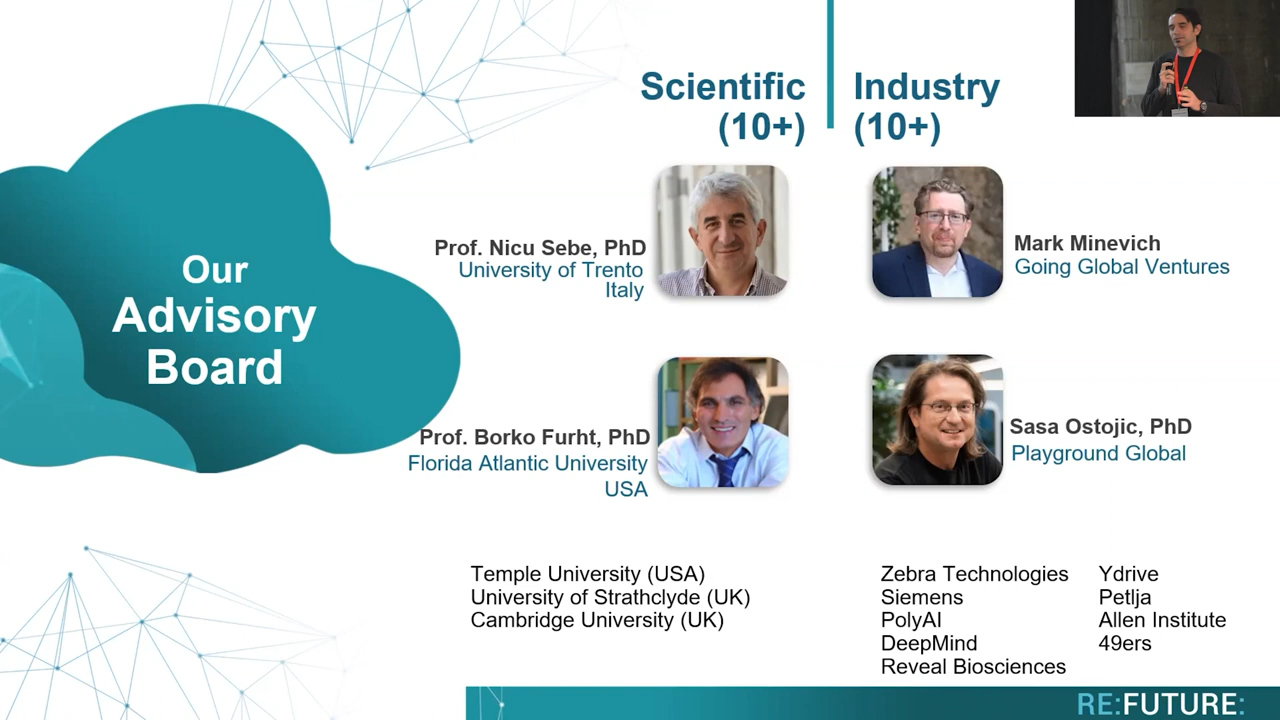 Our
Advisory
Board
Scientific
(10+)
Industry
(10+)
Prof. Nicu Sebe, PhD
University of Trento
Italy
Mark Minevich
Going Global Ventures
Prof. Borko Furht, PhD
Florida Atlantic University
USA
Sasa Ostojic, PhD
Playground Global
Temple University (USA)
University of Strathclyde (UK)
Cambridge University (UK)
Zebra Technologies
Siemens
PolyAI
DeepMind
Reveal Biosciences
Ydrive
Petlja
Allen Institute
49ers
RE:FUTURE: